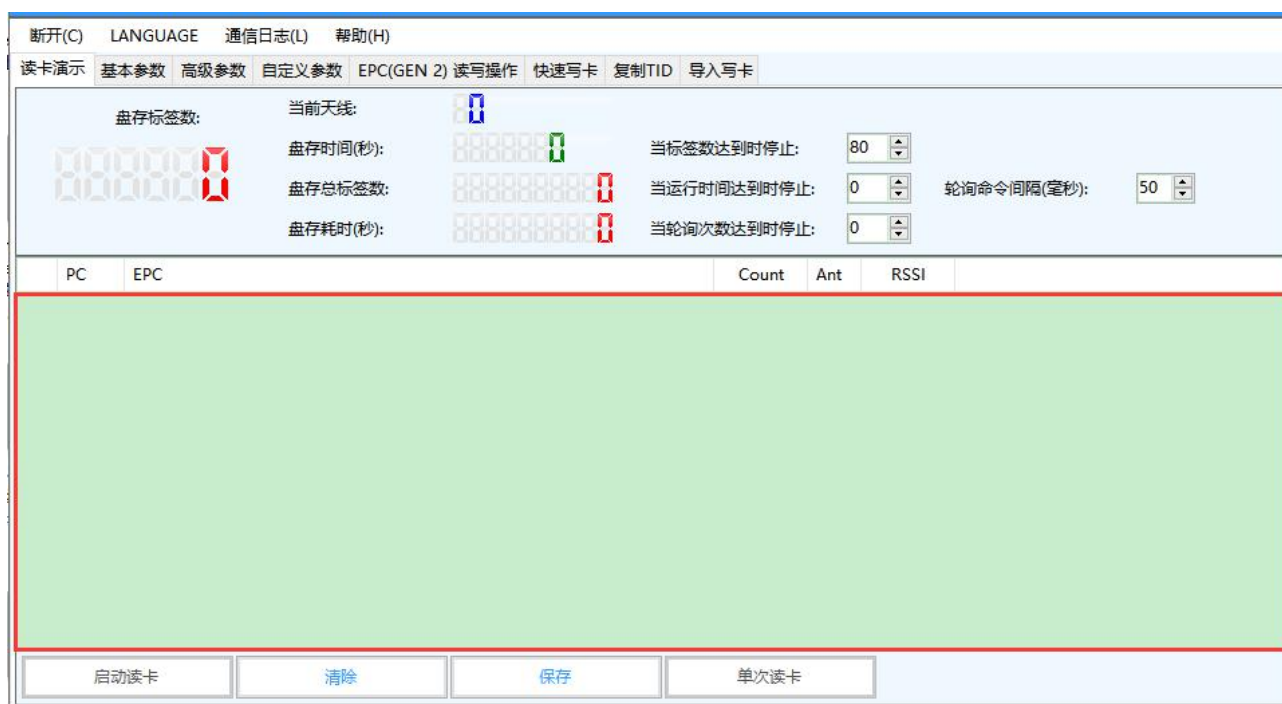 断开(C) LANGUAGE 通信日志(L) 帮助(H)
读卡演示 基本参数 高级参数 自定义参数 EPC(GEN 2) 读写操作 快速写卡 复制TID 导入写卡
盘存标签数: 当前天线: 0
0 盘存时间(秒): 0 当标签数达到时停止: 80
盘存总标签数: 0 当运行时间达到时停止: 0 轮询命令间隔(毫秒): 50
盘存耗时(秒): 0 当轮询次数达到时停止: 0
PC EPC Count Ant RSSI
启动读卡 清除 保存 单次读卡